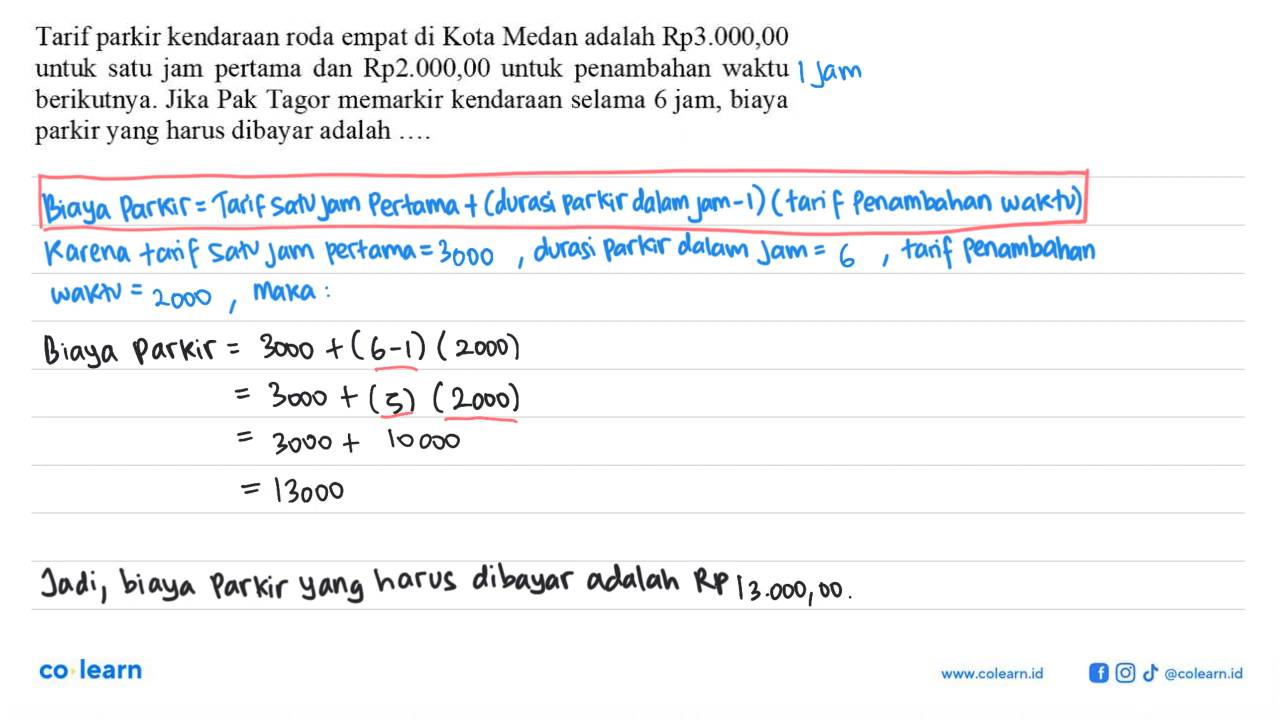 Tarif parkir kendaraan roda empat di Kota Medan adalah Rp3.000,00
untuk satu jam pertama dan Rp2.000,00 untuk penambahan waktu 1 jam
berikutnya. Jika Pak Tagor memarkir kendaraan selama 6 jam, biaya
parkir yang harus dibayar adalah ....
Biaya Parkir = Tarif satu jam Pertama + (durasi parkir dalam jam-1) (tarif Penambahan waktu)
Karena tarif satu jam pertama = 3000 , durasi Parkir dalam Jam = 6 , tarif Penambahan
waktu = 2000 , Maka :
Biaya Parkir = 3000 + (6-1) (2000)
= 3000 + (5) (2000)
= 3000 + 10000
= 13000
Jadi, biaya Parkir yang harus dibayar adalah Rp 13.000,00.
co learn
www.colearn.id @colearn.id